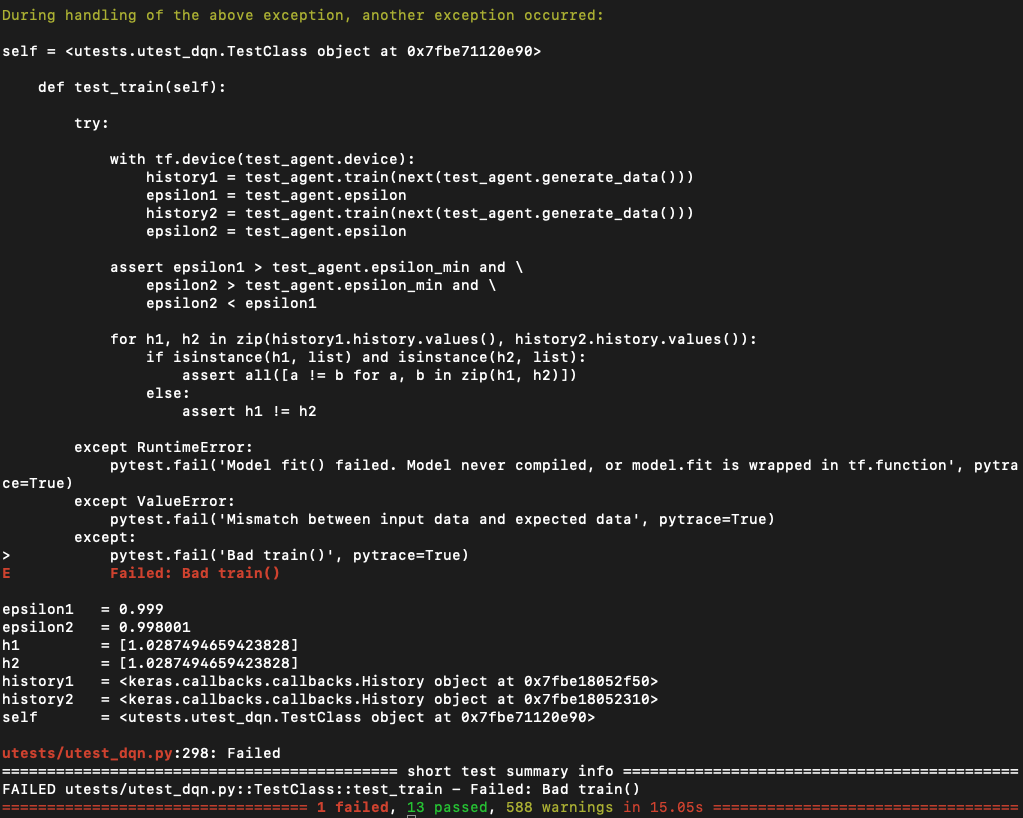 During handling of the above exception, another exception occurred:
self = <utests.utest_dqn.TestClass object at 0x7fbe71120e90>
    def test_train(self):
        try:
            with tf.device(test_agent.device):
                history1 = test_agent.train(next(test_agent.generate_data()))
                epsilon1 = test_agent.epsilon
                history2 = test_agent.train(next(test_agent.generate_data()))
                epsilon2 = test_agent.epsilon
            assert epsilon1 > test_agent.epsilon_min and \
                epsilon2 > test_agent.epsilon_min and \
                epsilon2 < epsilon1
            for h1, h2 in zip(history1.history.values(), history2.history.values()):
                if isinstance(h1, list) and isinstance(h2, list):
                    assert all([a != b for a, b in zip(h1, h2)])
                else:
                    assert h1 != h2
        except RuntimeError:
            pytest.fail('Model fit() failed. Model never compiled, or model.fit is wrapped in tf.function', pytra
ce=True)
        except ValueError:
            pytest.fail('Mismatch between input data and expected data', pytrace=True)
        except:
>           pytest.fail('Bad train()', pytrace=True)
E           Failed: Bad train()
epsilon1   = 0.999
epsilon2   = 0.998001
h1         = [1.0287494659423828]
h2         = [1.0287494659423828]
history1   = <keras.callbacks.callbacks.History object at 0x7fbe18052f50>
history2   = <keras.callbacks.callbacks.History object at 0x7fbe18052310>
self       = <utests.utest_dqn.TestClass object at 0x7fbe71120e90>
utests/utest_dqn.py:298: Failed
============================================ short test summary info ============================================
FAILED utests/utest_dqn.py::TestClass::test_train - Failed: Bad train()
================================== 1 failed, 13 passed, 588 warnings in 15.05s ==================================